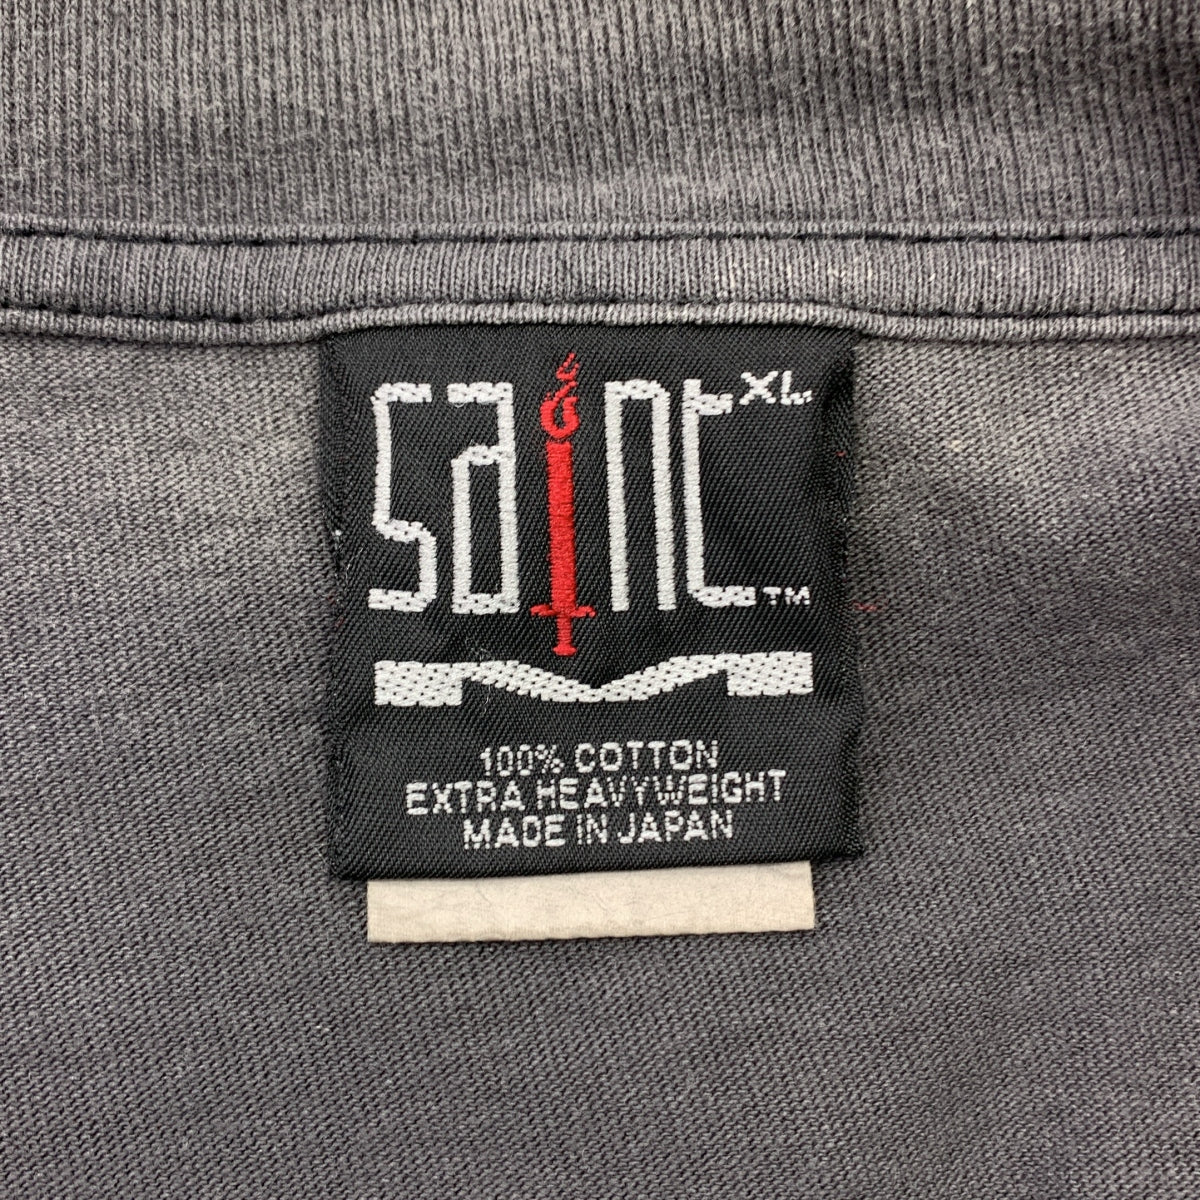 saint XL
TM
100% COTTON
EXTRA HEAVYWEIGHT
MADE IN JAPAN